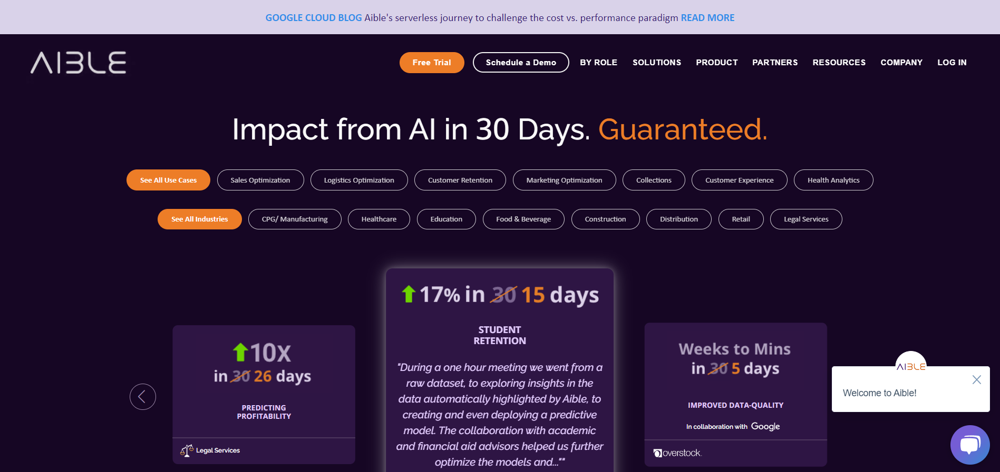 GOOGLE CLOUD BLOG Aible's serverless journey to challenge the cost vs. performance paradigm READ MORE
AIBLE
Free Trial
Schedule a Demo
BY ROLE
SOLUTIONS
PRODUCT
PARTNERS
RESOURCES
COMPANY
LOG IN
Impact from AI in 30 Days. Guaranteed.
See All Use Cases
Sales Optimization
Logistics Optimization
Customer Retention
Marketing Optimization
Collections
Customer Experience
Health Analytics
See All Industries
CPG/ Manufacturing
Healthcare
Education
Food & Beverage
Construction
Distribution
Retail
Legal Services
10X
in 30 26 days
PREDICTING
PROFITABILITY
Legal Services
17% in 30 15 days
STUDENT
RETENTION
"During a one hour meeting we went from a
raw dataset, to exploring insights in the
data automatically highlighted by Aible, to
creating and even deploying a predictive
model. The collaboration with academic
and financial aid advisors helped us further
optimize the models and...""
Weeks to Mins
in 30 5 days
IMPROVED DATA-QUALITY
In collaboration with Google
overstock.
AIBLE
Welcome to Aible!